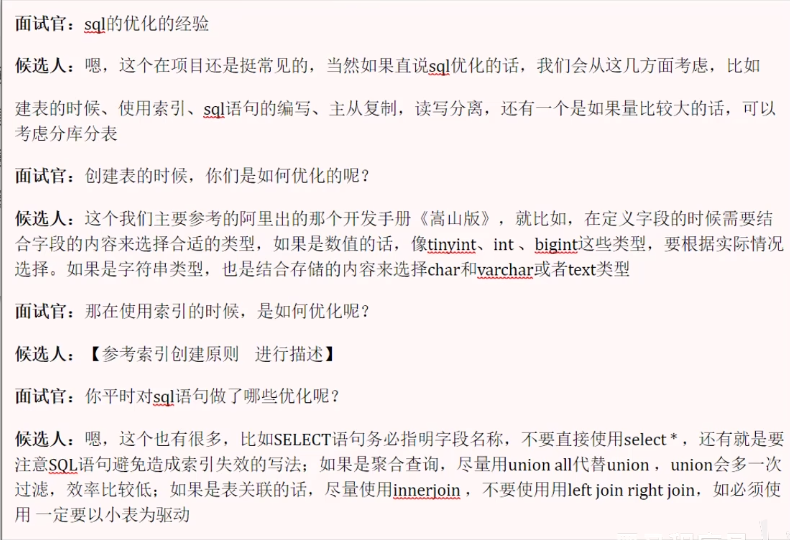 面试官：sql的优化的经验
候选人：嗯，这个在项目还是挺常见的，当然如果直说sql优化的话，我们会从这几方面考虑，比如
建表的时候、使用索引、sql语句的编写、主从复制，读写分离，还有一个是如果量比较大的话，可以
考虑分库分表
面试官：创建表的时候，你们是如何优化的呢？
候选人：这个我们主要参考的阿里出的那个开发手册《嵩山版》，就比如，在定义字段的时候需要结
合字段的内容来选择合适的类型，如果是数值的话，像tinyint、int 、bigint这些类型，要根据实际情况
选择。如果是字符串类型，也是结合存储的内容来选择char和varchar或者text类型
面试官：那在使用索引的时候，是如何优化呢？
候选人：【参考索引创建原则 进行描述】
面试官：你平时对sql语句做了哪些优化呢？
候选人：嗯，这个也有很多，比如SELECT语句务必指明字段名称，不要直接使用select * ，还有就是要
注意SQL语句避免造成索引失效的写法；如果是聚合查询，尽量用union all代替union ，union会多一次
过滤，效率比较低；如果是表关联的话，尽量使用innerjoin ，不要使用用left join right join，如必须使
用 一定要以小表为驱动